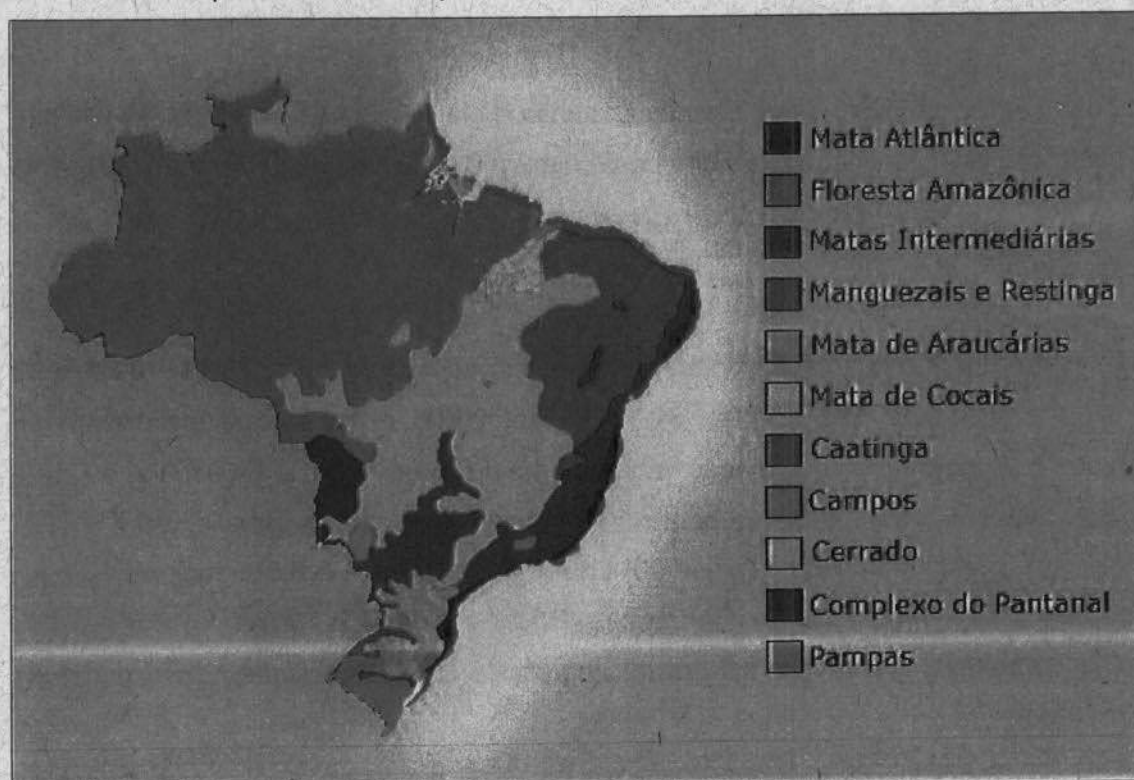 Mata Atlântica
Floresta Amazônica
Matas Intermediárias
Manguezais e Restinga
Mata de Araucárias
Mata de Cocais
Caatinga
Campos
Cerrado
Complexo do Pantanal
Pampas